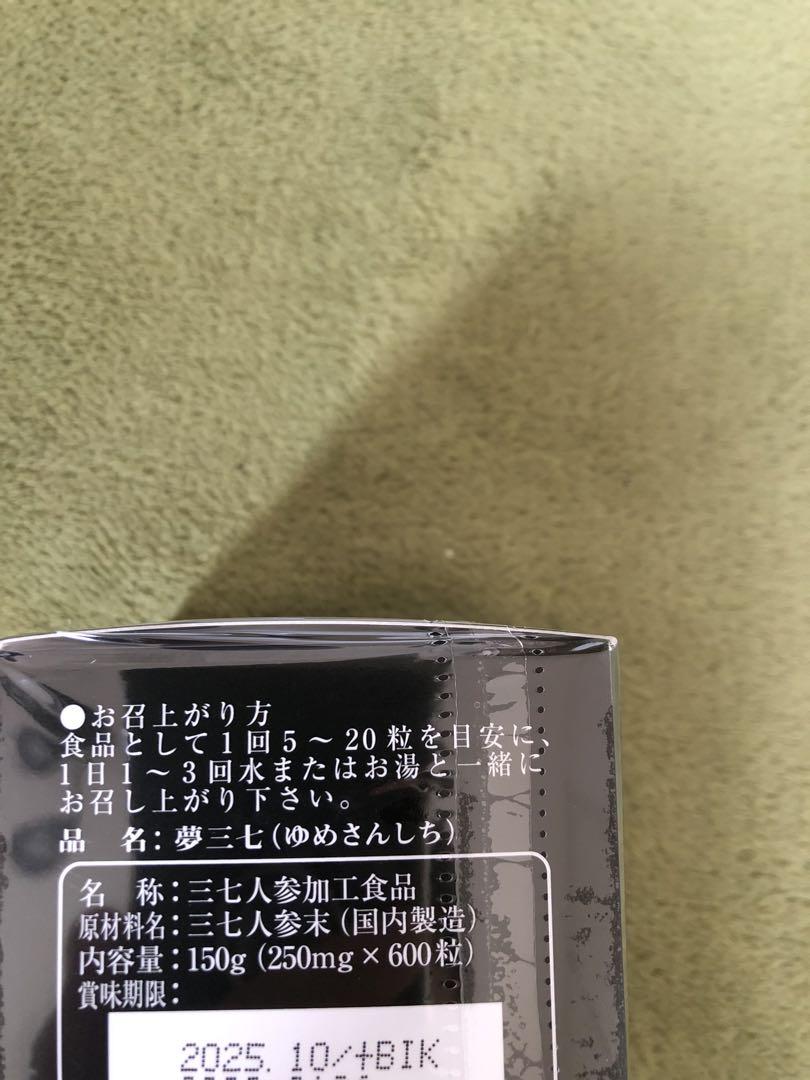 ●お召上がり方
食品として1回5～20粒を目安に、
1日1～3回水またはお湯と一緒に
お召し上がり下さい。
品　名：夢三七（ゆめさんしち）
名　称：三七人参加工食品
原材料名：三七人参末（国内製造）
内容量：150g（250mg×600粒）
賞味期限：
2025.10/＋BIK